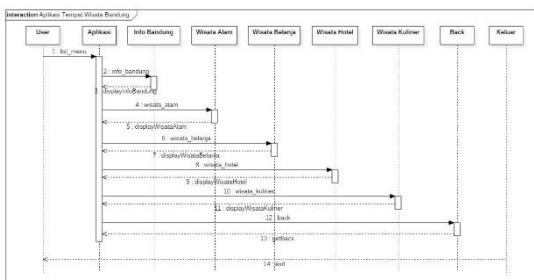 interaction Aplikasi Tempat Wisata Bandung
User Aplikasi Info Bandung Wisata Alam Wisata Belanja Wisata Hotel Wisata Kuliner Back Keluar
1 : list_menu
2 : info_bandung
3 : displayInfoBandung
4 : wisata_alam
5 : displayWisataAlam
6 : wisata_belanja
7 : displayWisataBelanja
8 : wisata_hotel
9 : displayWisataHotel
10 : wisata_kuliner
11 : displayWisataKuliner
12 : back
13 : getBack
14 : exit